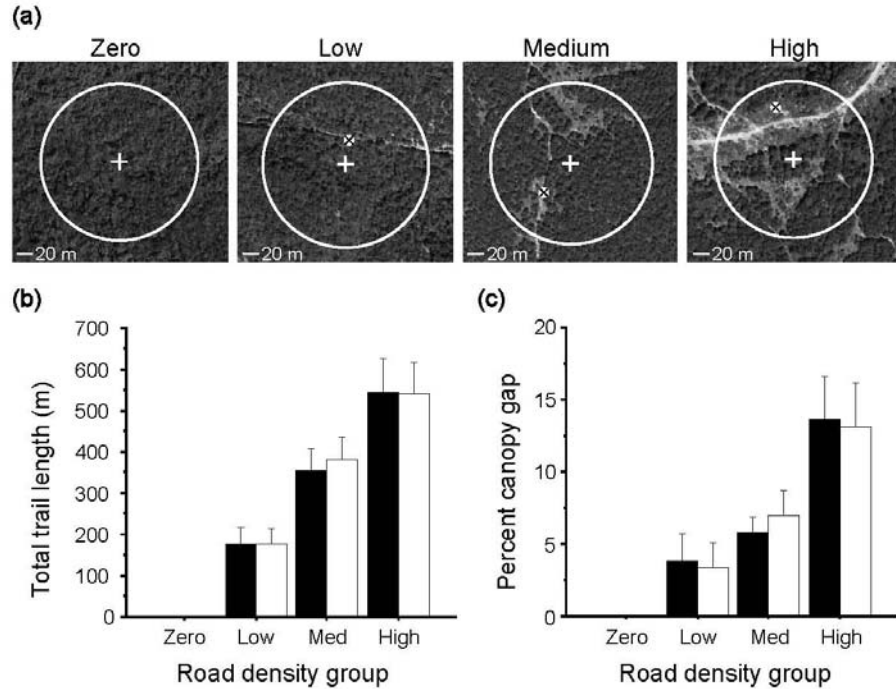 (a)
Zero Low Medium High
20 m 20 m 20 m 20 m
(b)
700
600
500
400
300
200
100
0
Total trail length (m)
Zero Low Med High
Road density group
(c)
20
15
10
5
0
Percent canopy gap
Zero Low Med High
Road density group